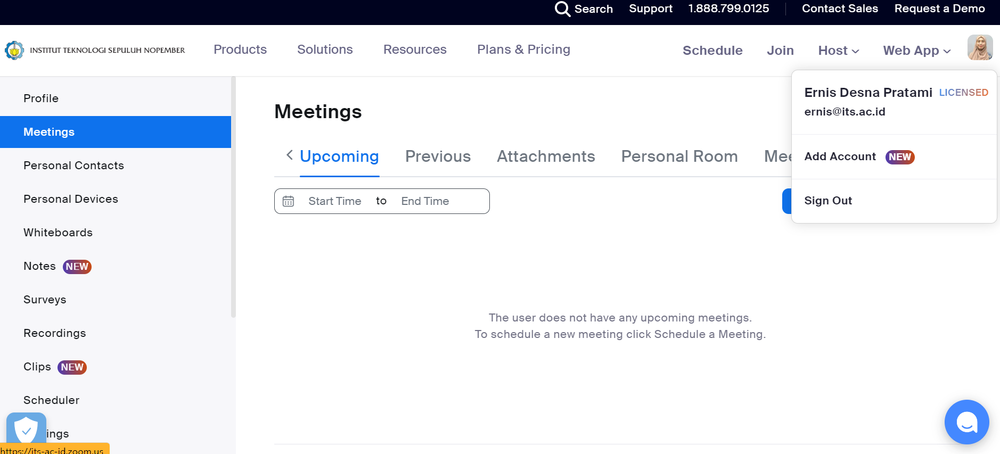 Search Support 1.888.799.0125 Contact Sales Request a Demo
INSTITUT TEKNOLOGI SEPULUH NOPEMBER Products Solutions Resources Plans & Pricing Schedule Join Host Web App
Ernis Desna Pratami LICENSED
ernis@its.ac.id
Add Account NEW
Sign Out
Profile
Meetings
Personal Contacts
Personal Devices
Whiteboards
Notes NEW
Surveys
Recordings
Clips NEW
Scheduler
ings
https://its-ac-id.zoom.us
Meetings
Upcoming Previous Attachments Personal Room Mee
Start Time to End Time
The user does not have any upcoming meetings.
To schedule a new meeting click Schedule a Meeting.